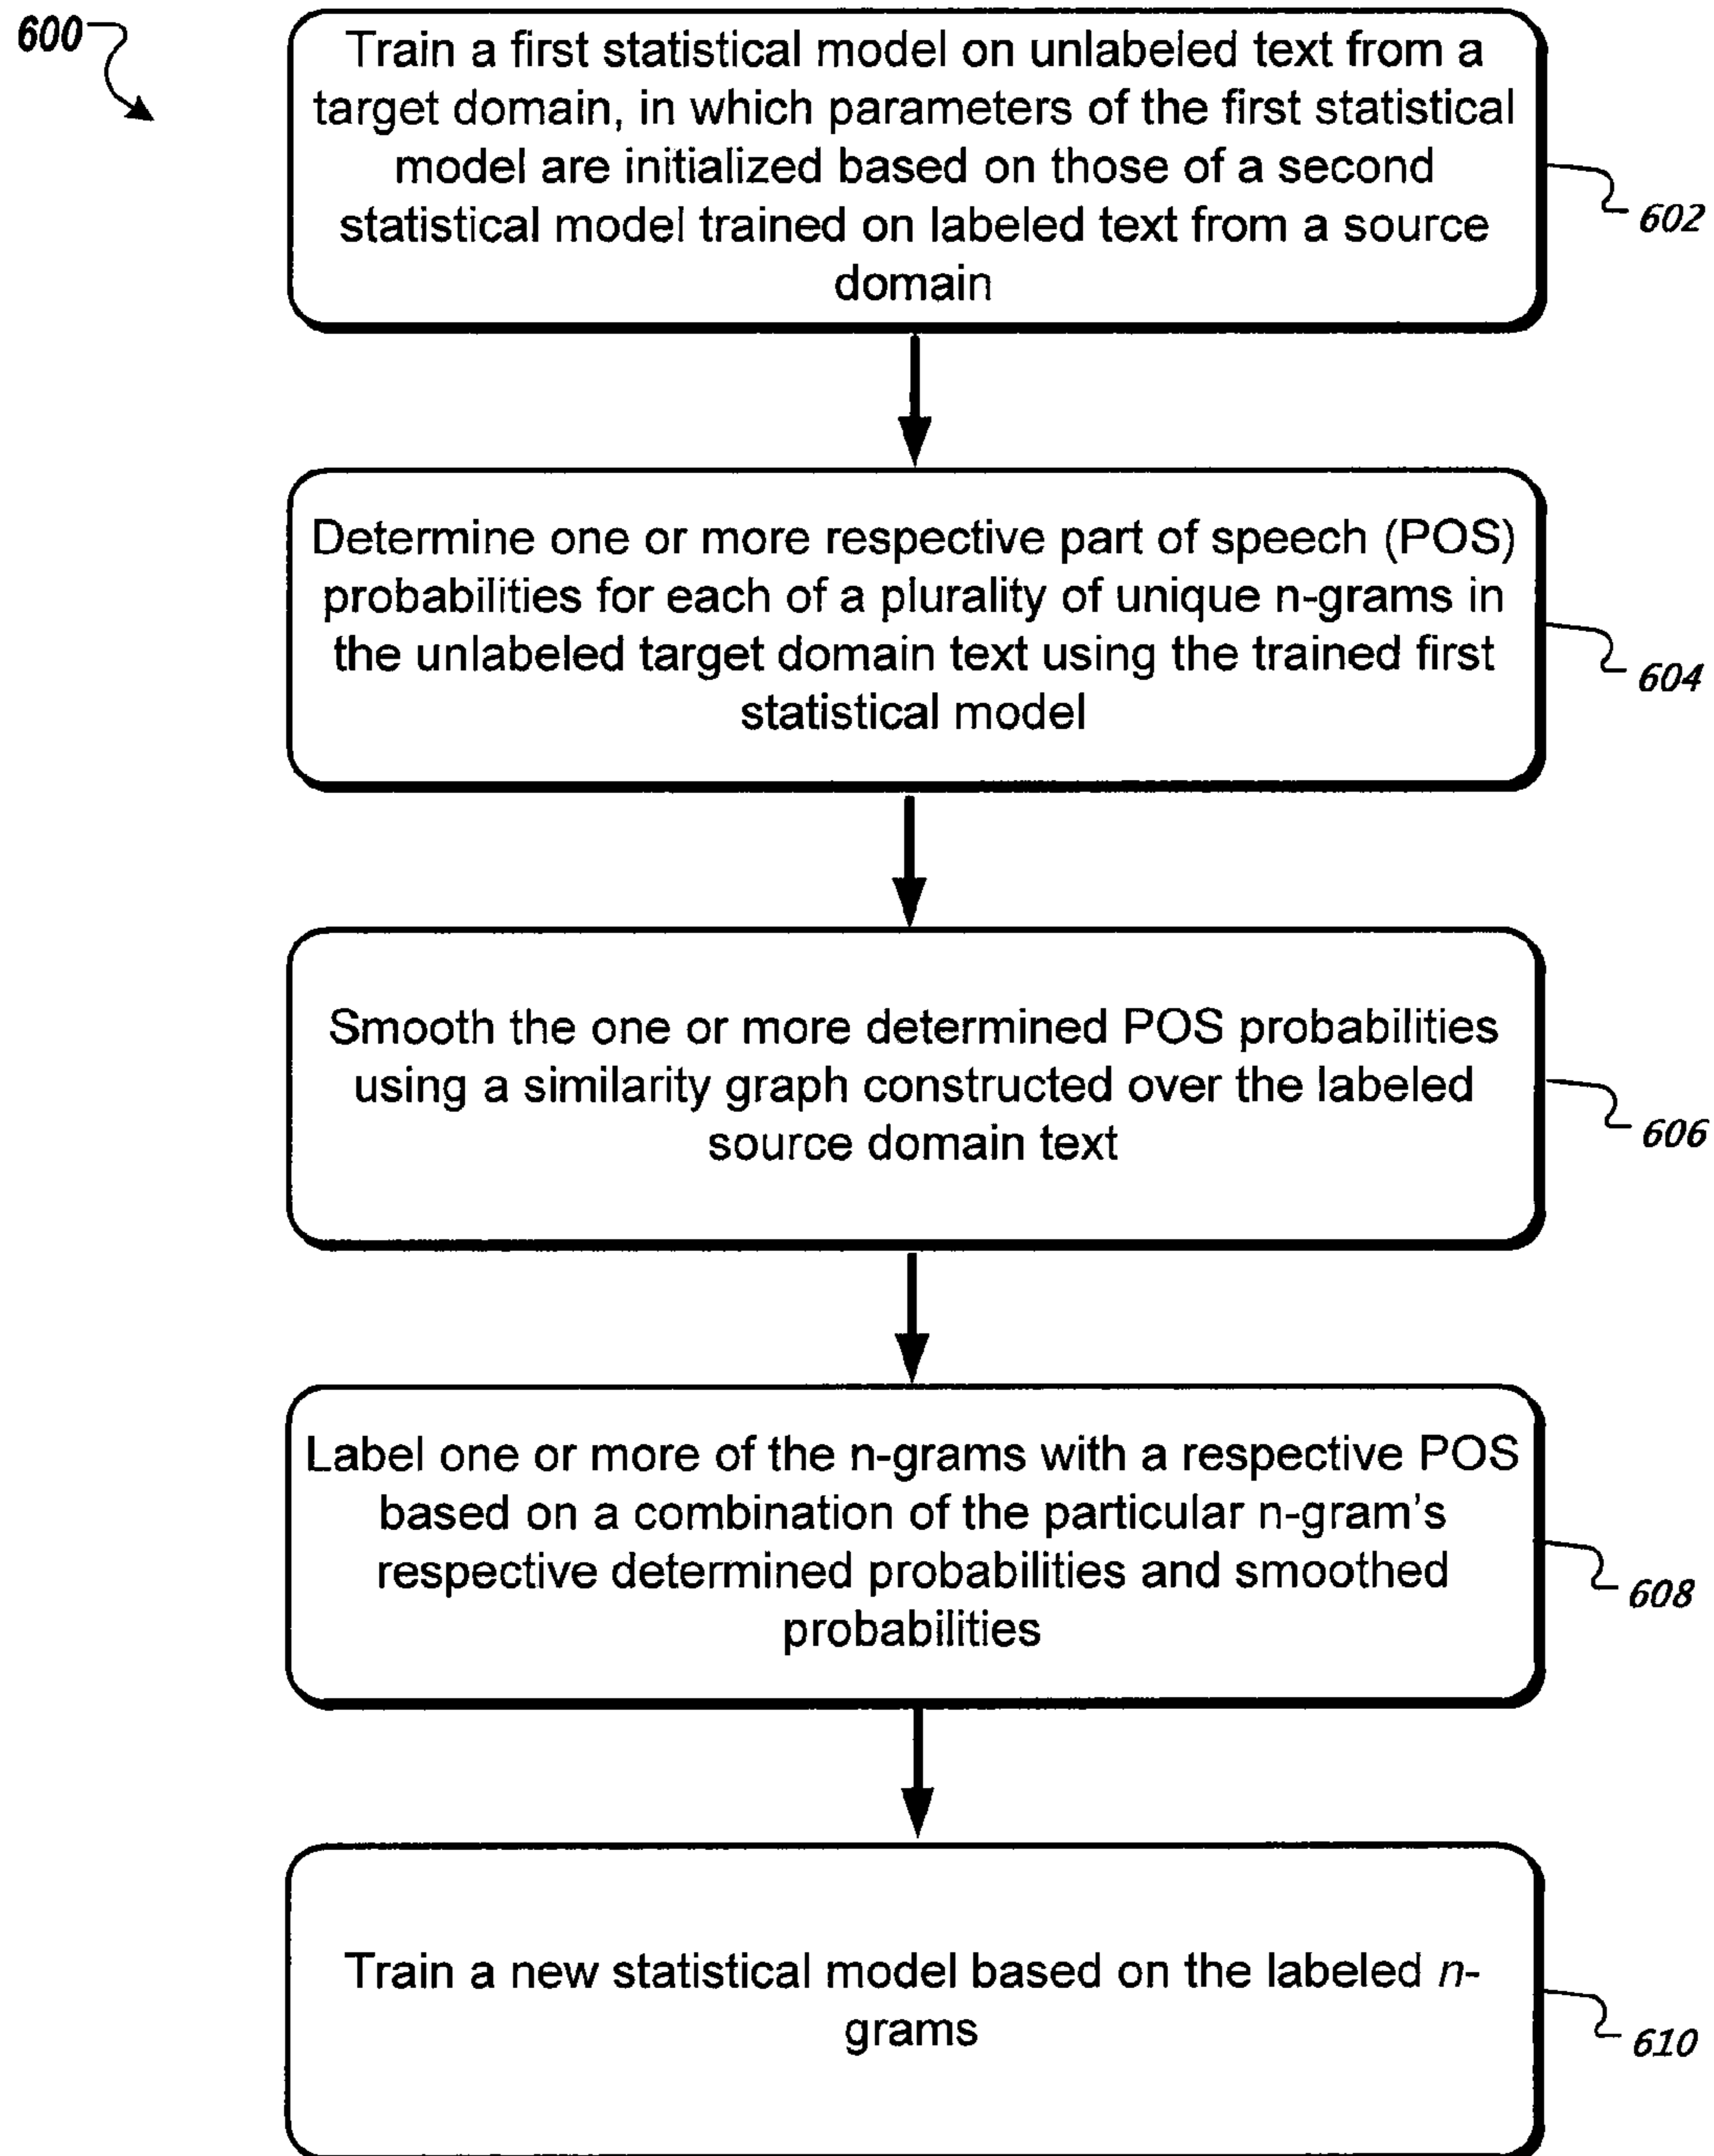 600
Train a first statistical model on unlabeled text from a
target domain, in which parameters of the first statistical
model are initialized based on those of a second
statistical model trained on labeled text from a source
domain
602
Determine one or more respective part of speech (POS)
probabilities for each of a plurality of unique n-grams in
the unlabeled target domain text using the trained first
statistical model
604
Smooth the one or more determined POS probabilities
using a similarity graph constructed over the labeled
source domain text
606
Label one or more of the n-grams with a respective POS
based on a combination of the particular n-gram's
respective determined probabilities and smoothed
probabilities
608
Train a new statistical model based on the labeled n-
grams
610